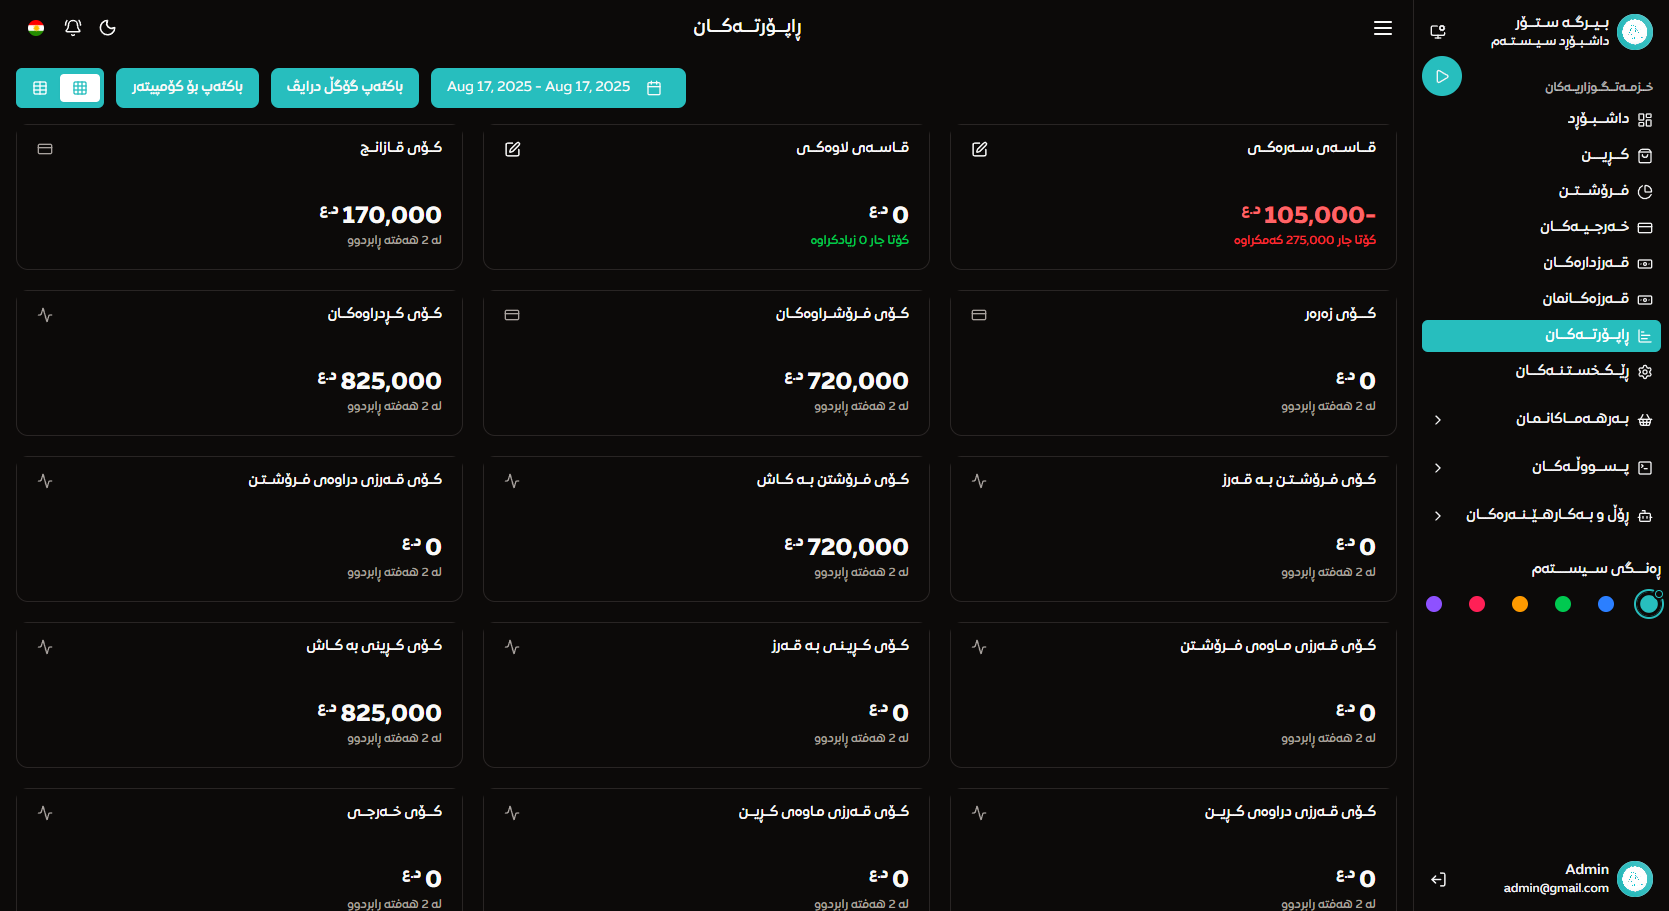 بیرگە ستۆر
داشبۆرد سیستەم
خزمەتگوزاریەکان
داشبۆرد
کڕین
فرۆشتن
خەرجیەکان
قەرزدارەکان
قەرزەکانمان
ڕاپۆرتەکان
ڕێکخستنەکان
بەرهەماکانمان
پسووڵەکان
ڕۆڵ و بەکارهێنەرەکان
ڕەنگی سیستەم
Admin
admin@gmail.com
ڕاپۆرتەکان
Aug 17, 2025 - Aug 17, 2025
باکئەپ گۆگڵ درایڤ
باکئەپ بۆ کۆمپیتەر
قاسەی سەرەکی
-105,000 د.ع
کۆتا جار 275,000 کەمکراوە
قاسەی لاوەکی
0 د.ع
کۆتا جار 0 زیادکراوە
کۆی قازانج
170,000 د.ع
لە 2 هەفتە ڕابردوو
کۆی زەرەر
0 د.ع
لە 2 هەفتە ڕابردوو
کۆی فرۆشراوەکان
720,000 د.ع
لە 2 هەفتە ڕابردوو
کۆی کڕدراوەکان
825,000 د.ع
لە 2 هەفتە ڕابردوو
کۆی فرۆشتن بە قەرز
0 د.ع
لە 2 هەفتە ڕابردوو
کۆی فرۆشتن بە کاش
720,000 د.ع
لە 2 هەفتە ڕابردوو
کۆی قەرزی دراوەی فرۆشتن
0 د.ع
لە 2 هەفتە ڕابردوو
کۆی قەرزی ماوەی فرۆشتن
0 د.ع
لە 2 هەفتە ڕابردوو
کۆی کڕینی بە قەرز
0 د.ع
لە 2 هەفتە ڕابردوو
کۆی کڕینی بە کاش
825,000 د.ع
لە 2 هەفتە ڕابردوو
کۆی قەرزی دراوەی کڕین
0 د.ع
لە 2 هەفتە ڕابردوو
کۆی قەرزی ماوەی کڕین
0 د.ع
لە 2 هەفتە ڕابردوو
کۆی خەرجی
0 د.ع
لە 2 هەفتە ڕابردوو